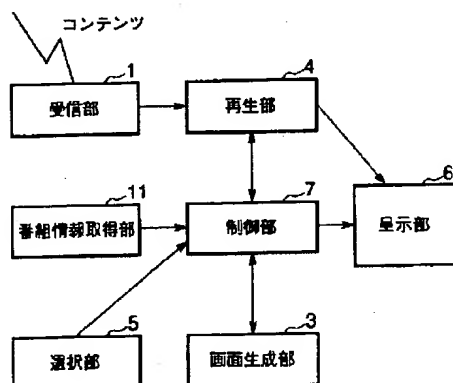 コンテンツ
1
受信部
4
再生部
6
呈示部
11
番組情報取得部
7
制御部
5
選択部
3
画面生成部